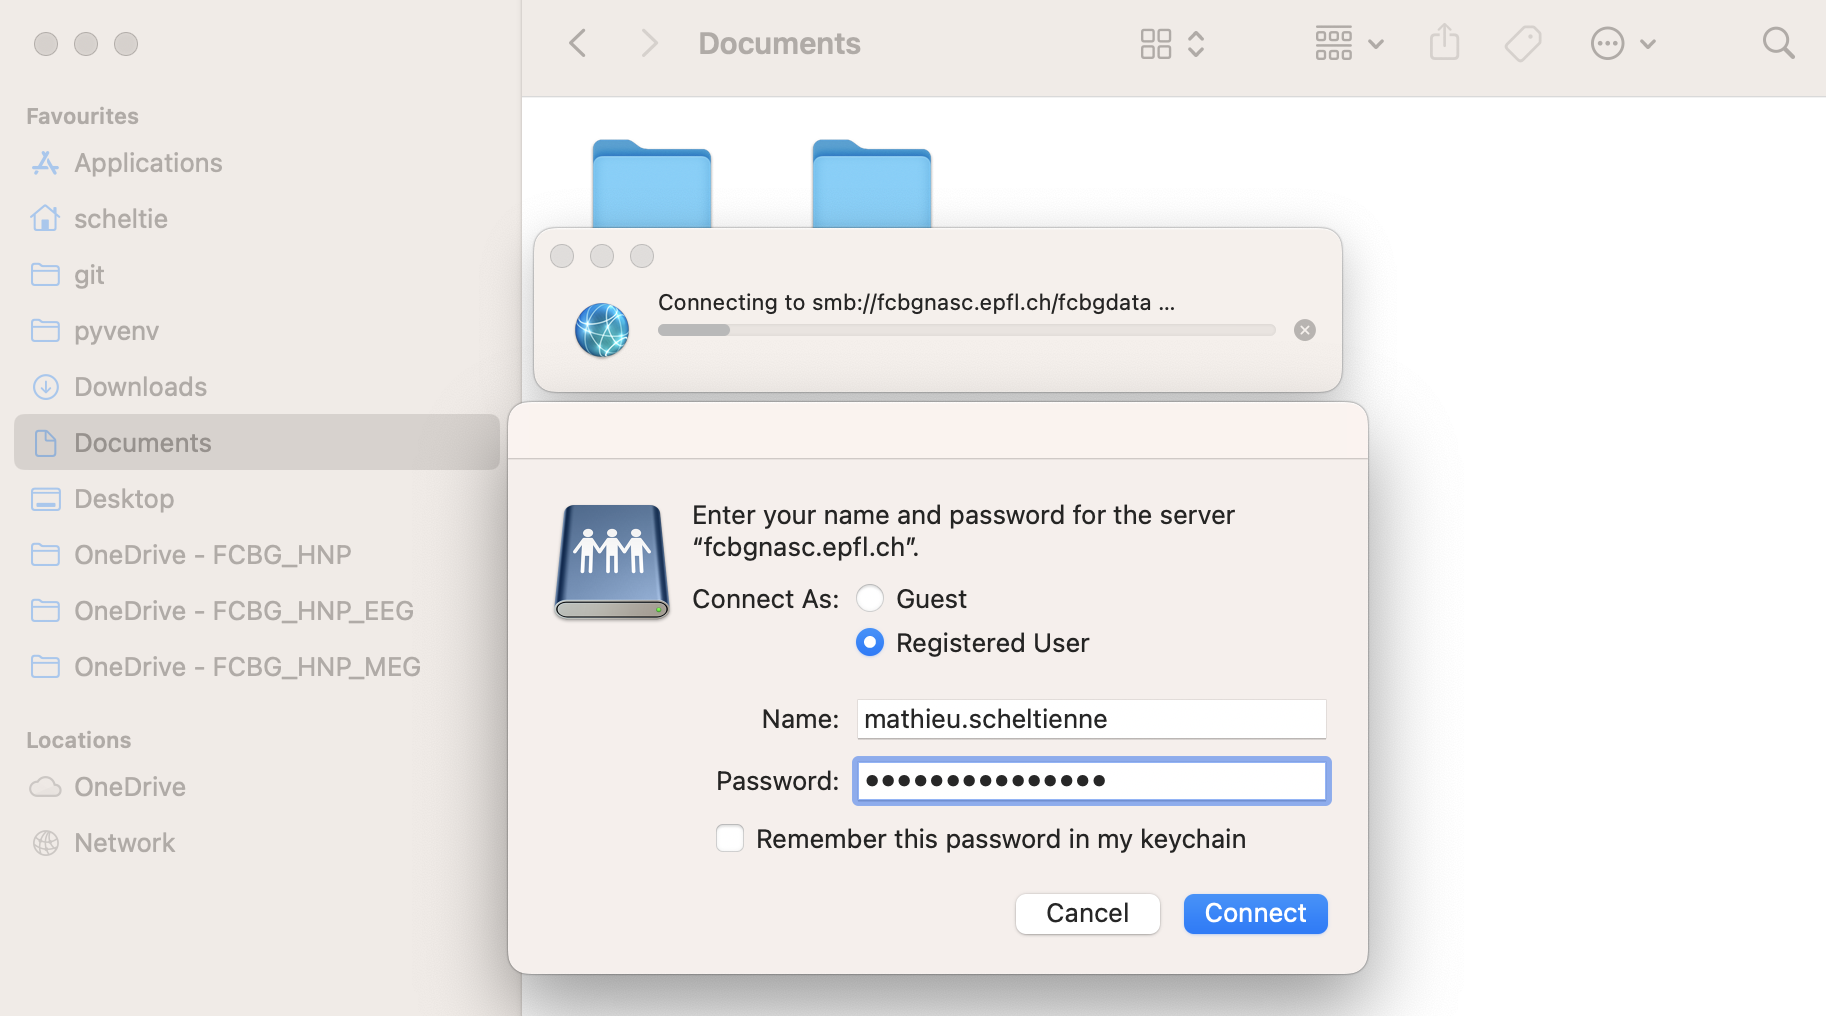 Documents
Favourites
Applications
scheltie
git
pyvenv
Downloads
Documents
Desktop
OneDrive - FCBG_HNP
OneDrive - FCBG_HNP_EEG
OneDrive - FCBG_HNP_MEG
Locations
OneDrive
Network
Connecting to smb://fcbgnasc.epfl.ch/fcbgdata ...
Enter your name and password for the server
“fcbgnasc.epfl.ch”.
Connect As:
Guest
Registered User
Name: mathieu.scheltienne
Password: •••••••••••••••
Remember this password in my keychain
Cancel
Connect